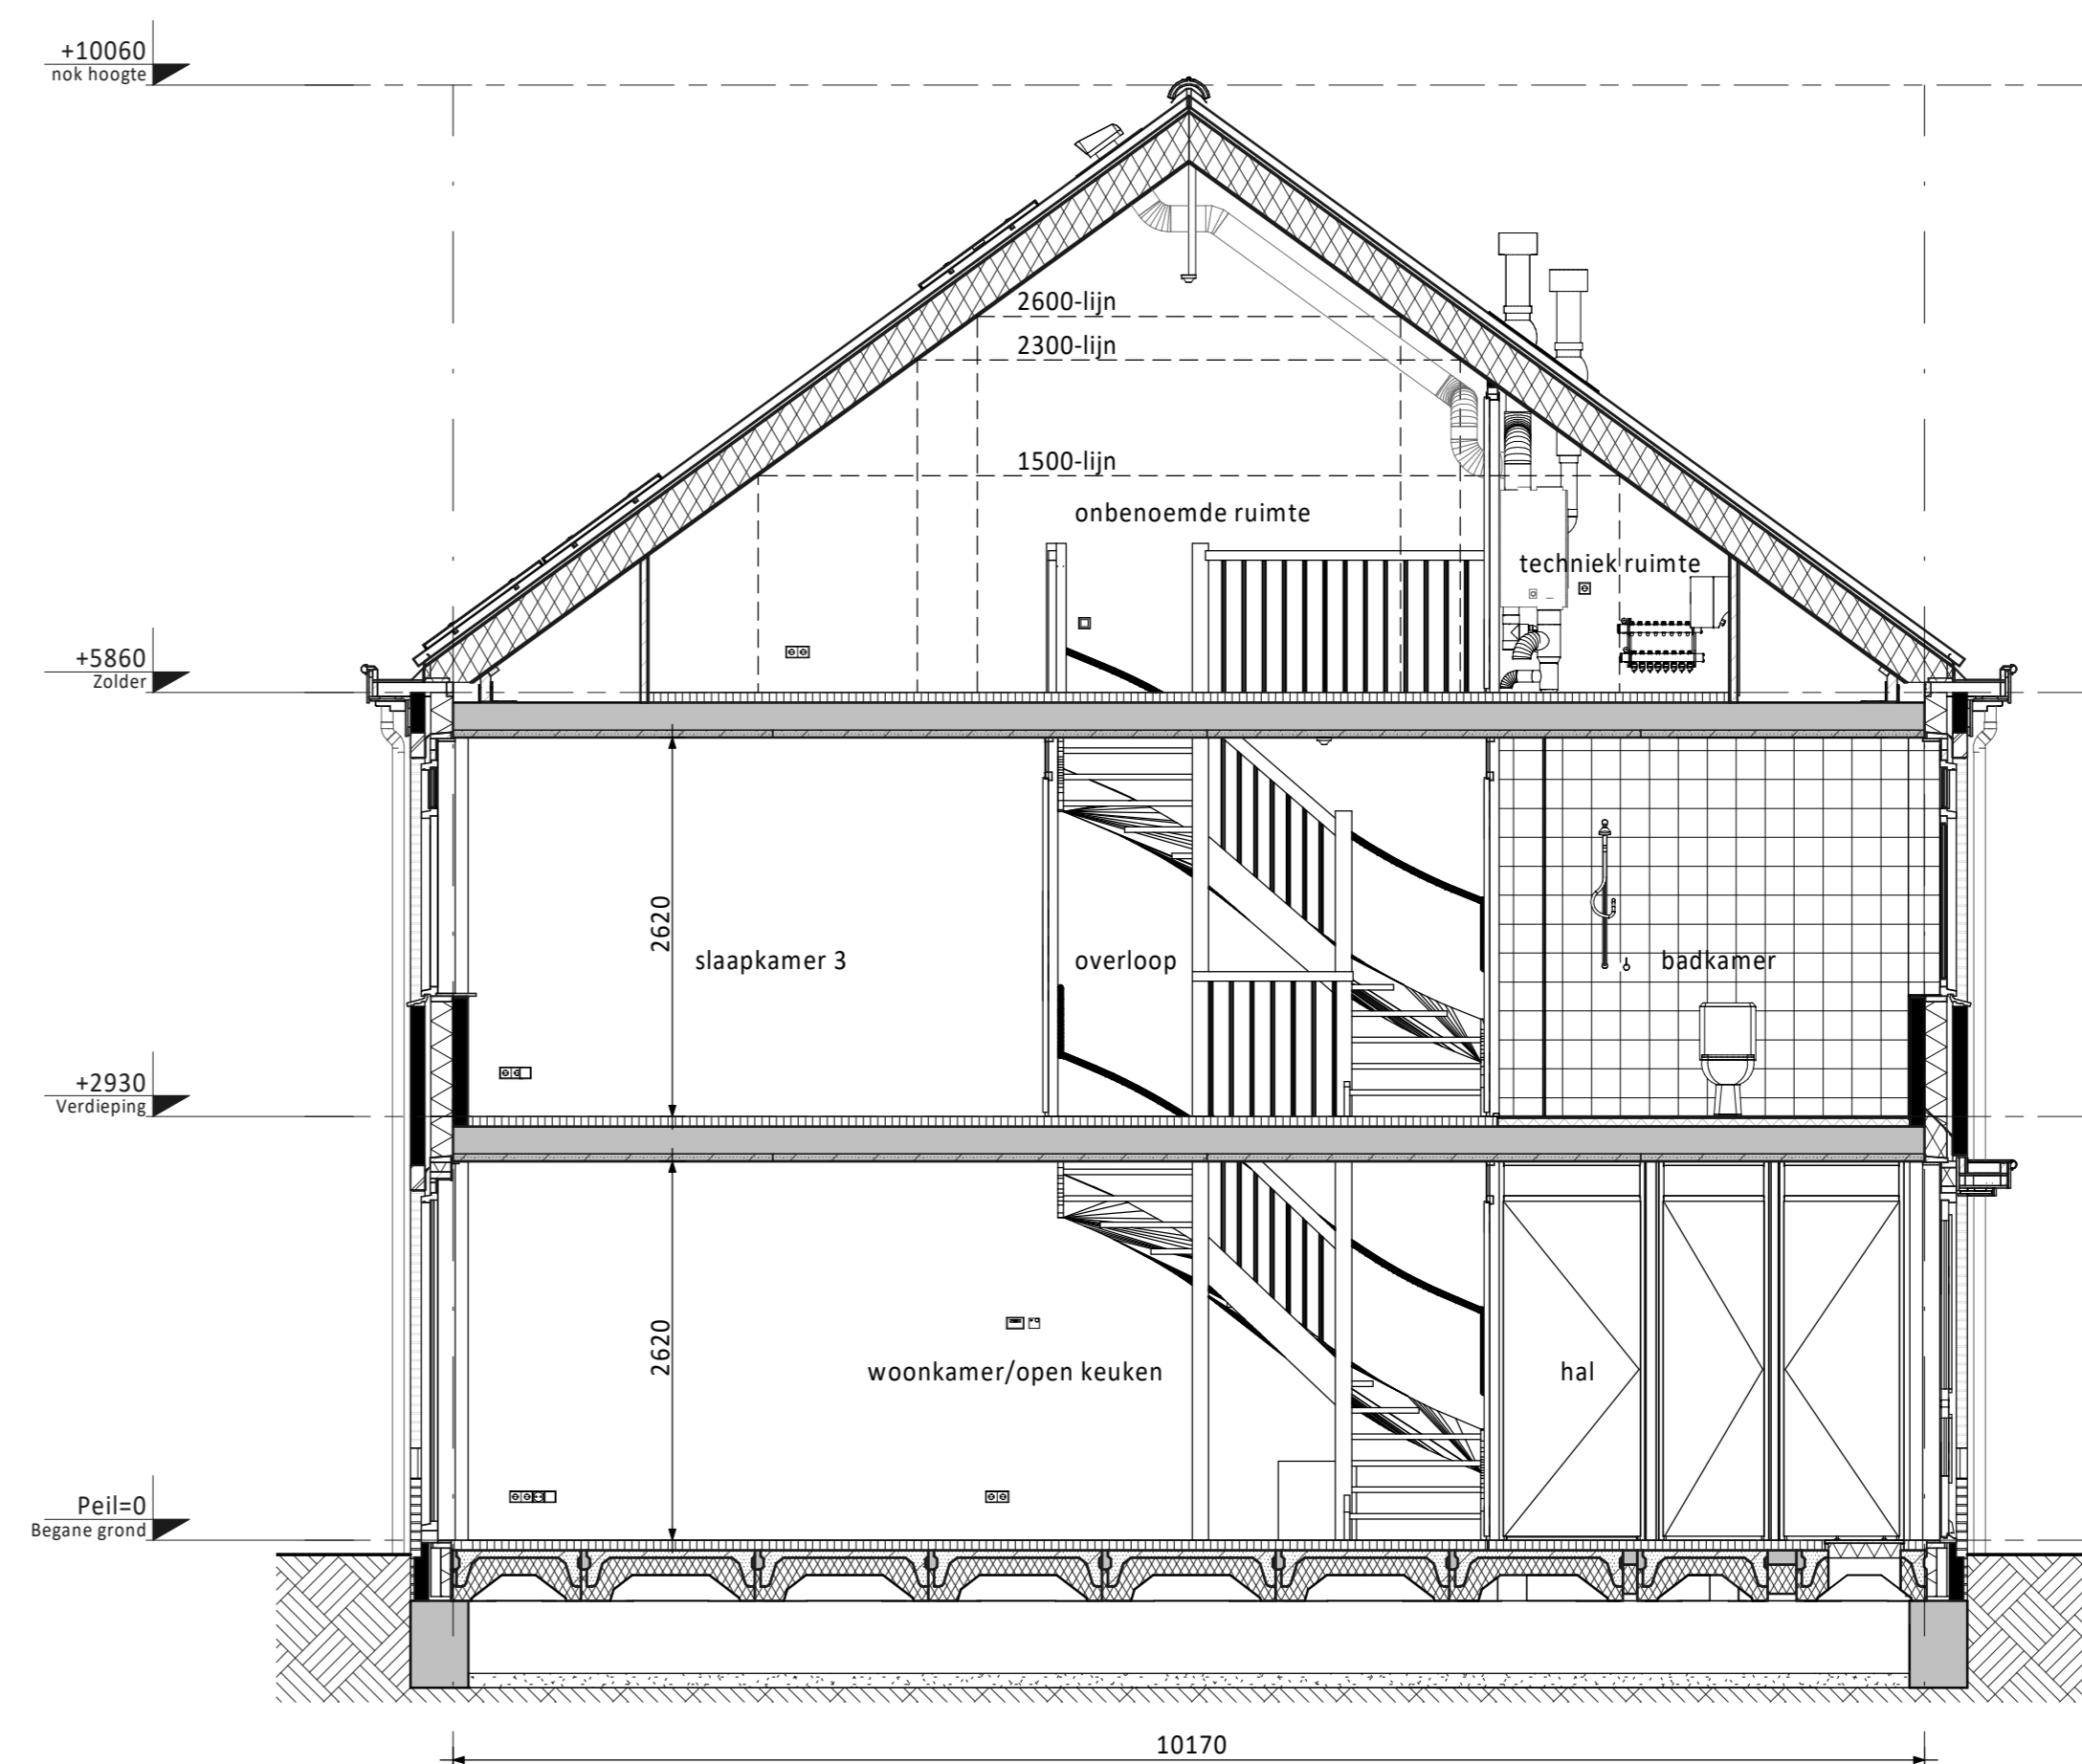 +10060
nok hoogte
2600-lijn
2300-lijn
1500-lijn
onbenoemde ruimte
techniek ruimte
+5860
Zolder
2620
slaapkamer 3
overloop
badkamer
+2930
Verdieping
2620
woonkamer/open keuken
hal
Peil=0
Begane grond
10170